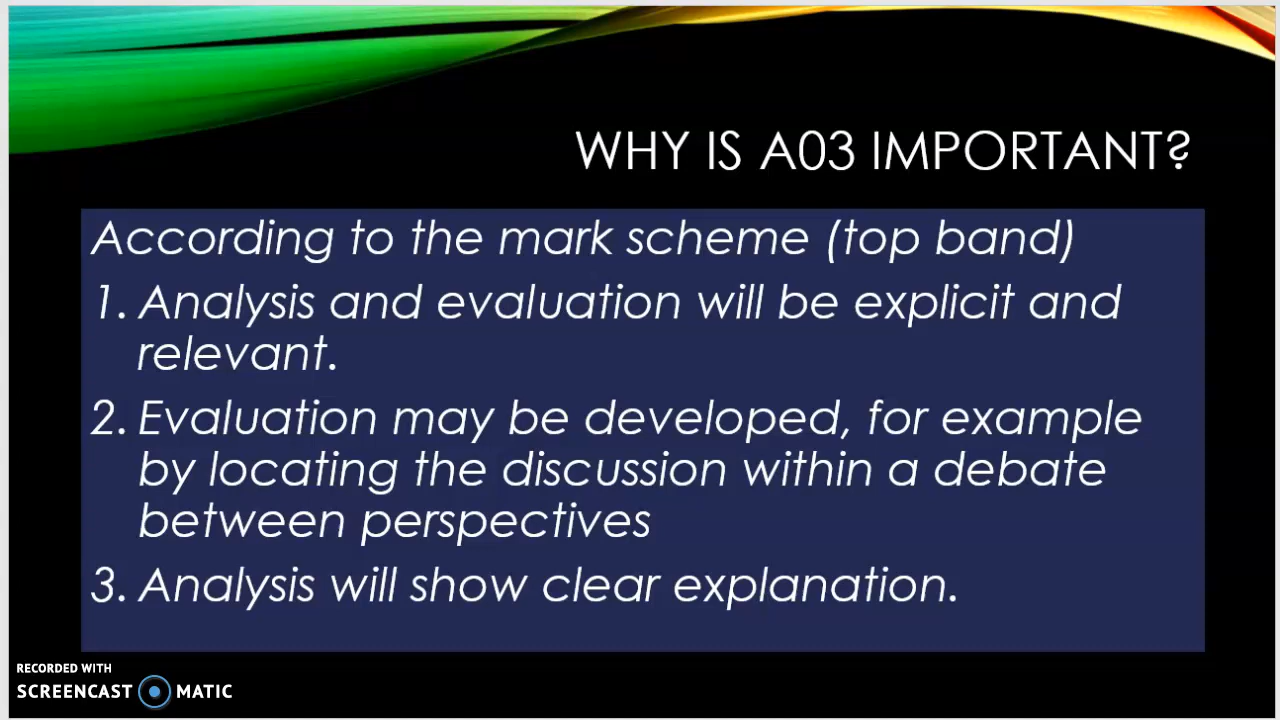 WHY IS A03 IMPORTANT?
According to the mark scheme (top band)
1. Analysis and evaluation will be explicit and
relevant.
2. Evaluation may be developed, for example
by locating the discussion within a debate
between perspectives
3. Analysis will show clear explanation.
RECORDED WITH
SCREENCAST MATIC